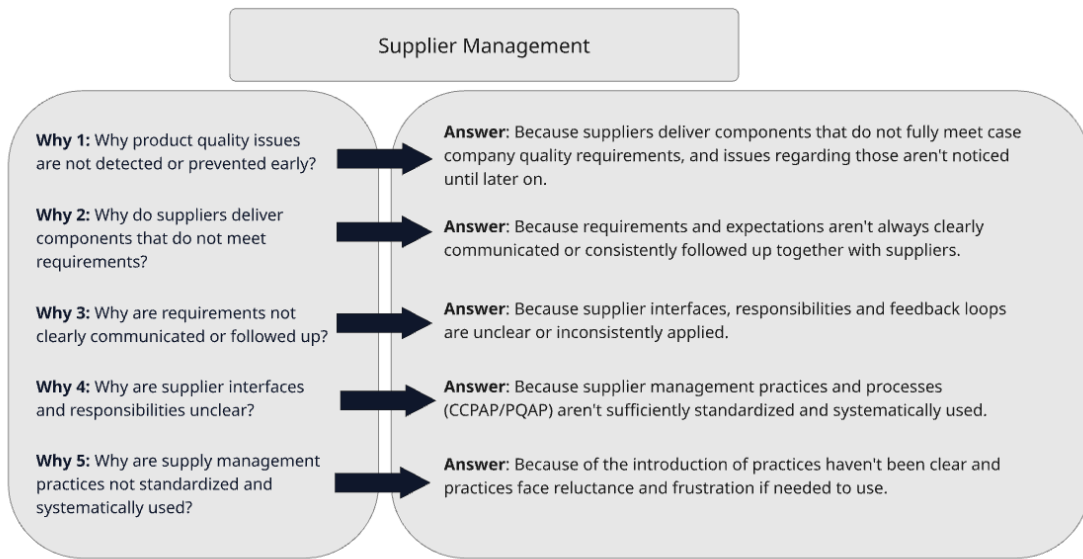 Supplier Management
Why 1: Why product quality issues
are not detected or prevented early?
Answer: Because suppliers deliver components that do not fully meet case
company quality requirements, and issues regarding those aren't noticed
until later on.
Why 2: Why do suppliers deliver
components that do not meet
requirements?
Answer: Because requirements and expectations aren't always clearly
communicated or consistently followed up together with suppliers.
Why 3: Why are requirements not
clearly communicated or followed up?
Answer: Because supplier interfaces, responsibilities and feedback loops
are unclear or inconsistently applied.
Why 4: Why are supplier interfaces
and responsibilities unclear?
Answer: Because supplier management practices and processes
(CCPAP/PQAP) aren't sufficiently standardized and systematically used.
Why 5: Why are supply management
practices not standardized and
systematically used?
Answer: Because of the introduction of practices haven't been clear and
practices face reluctance and frustration if needed to use.